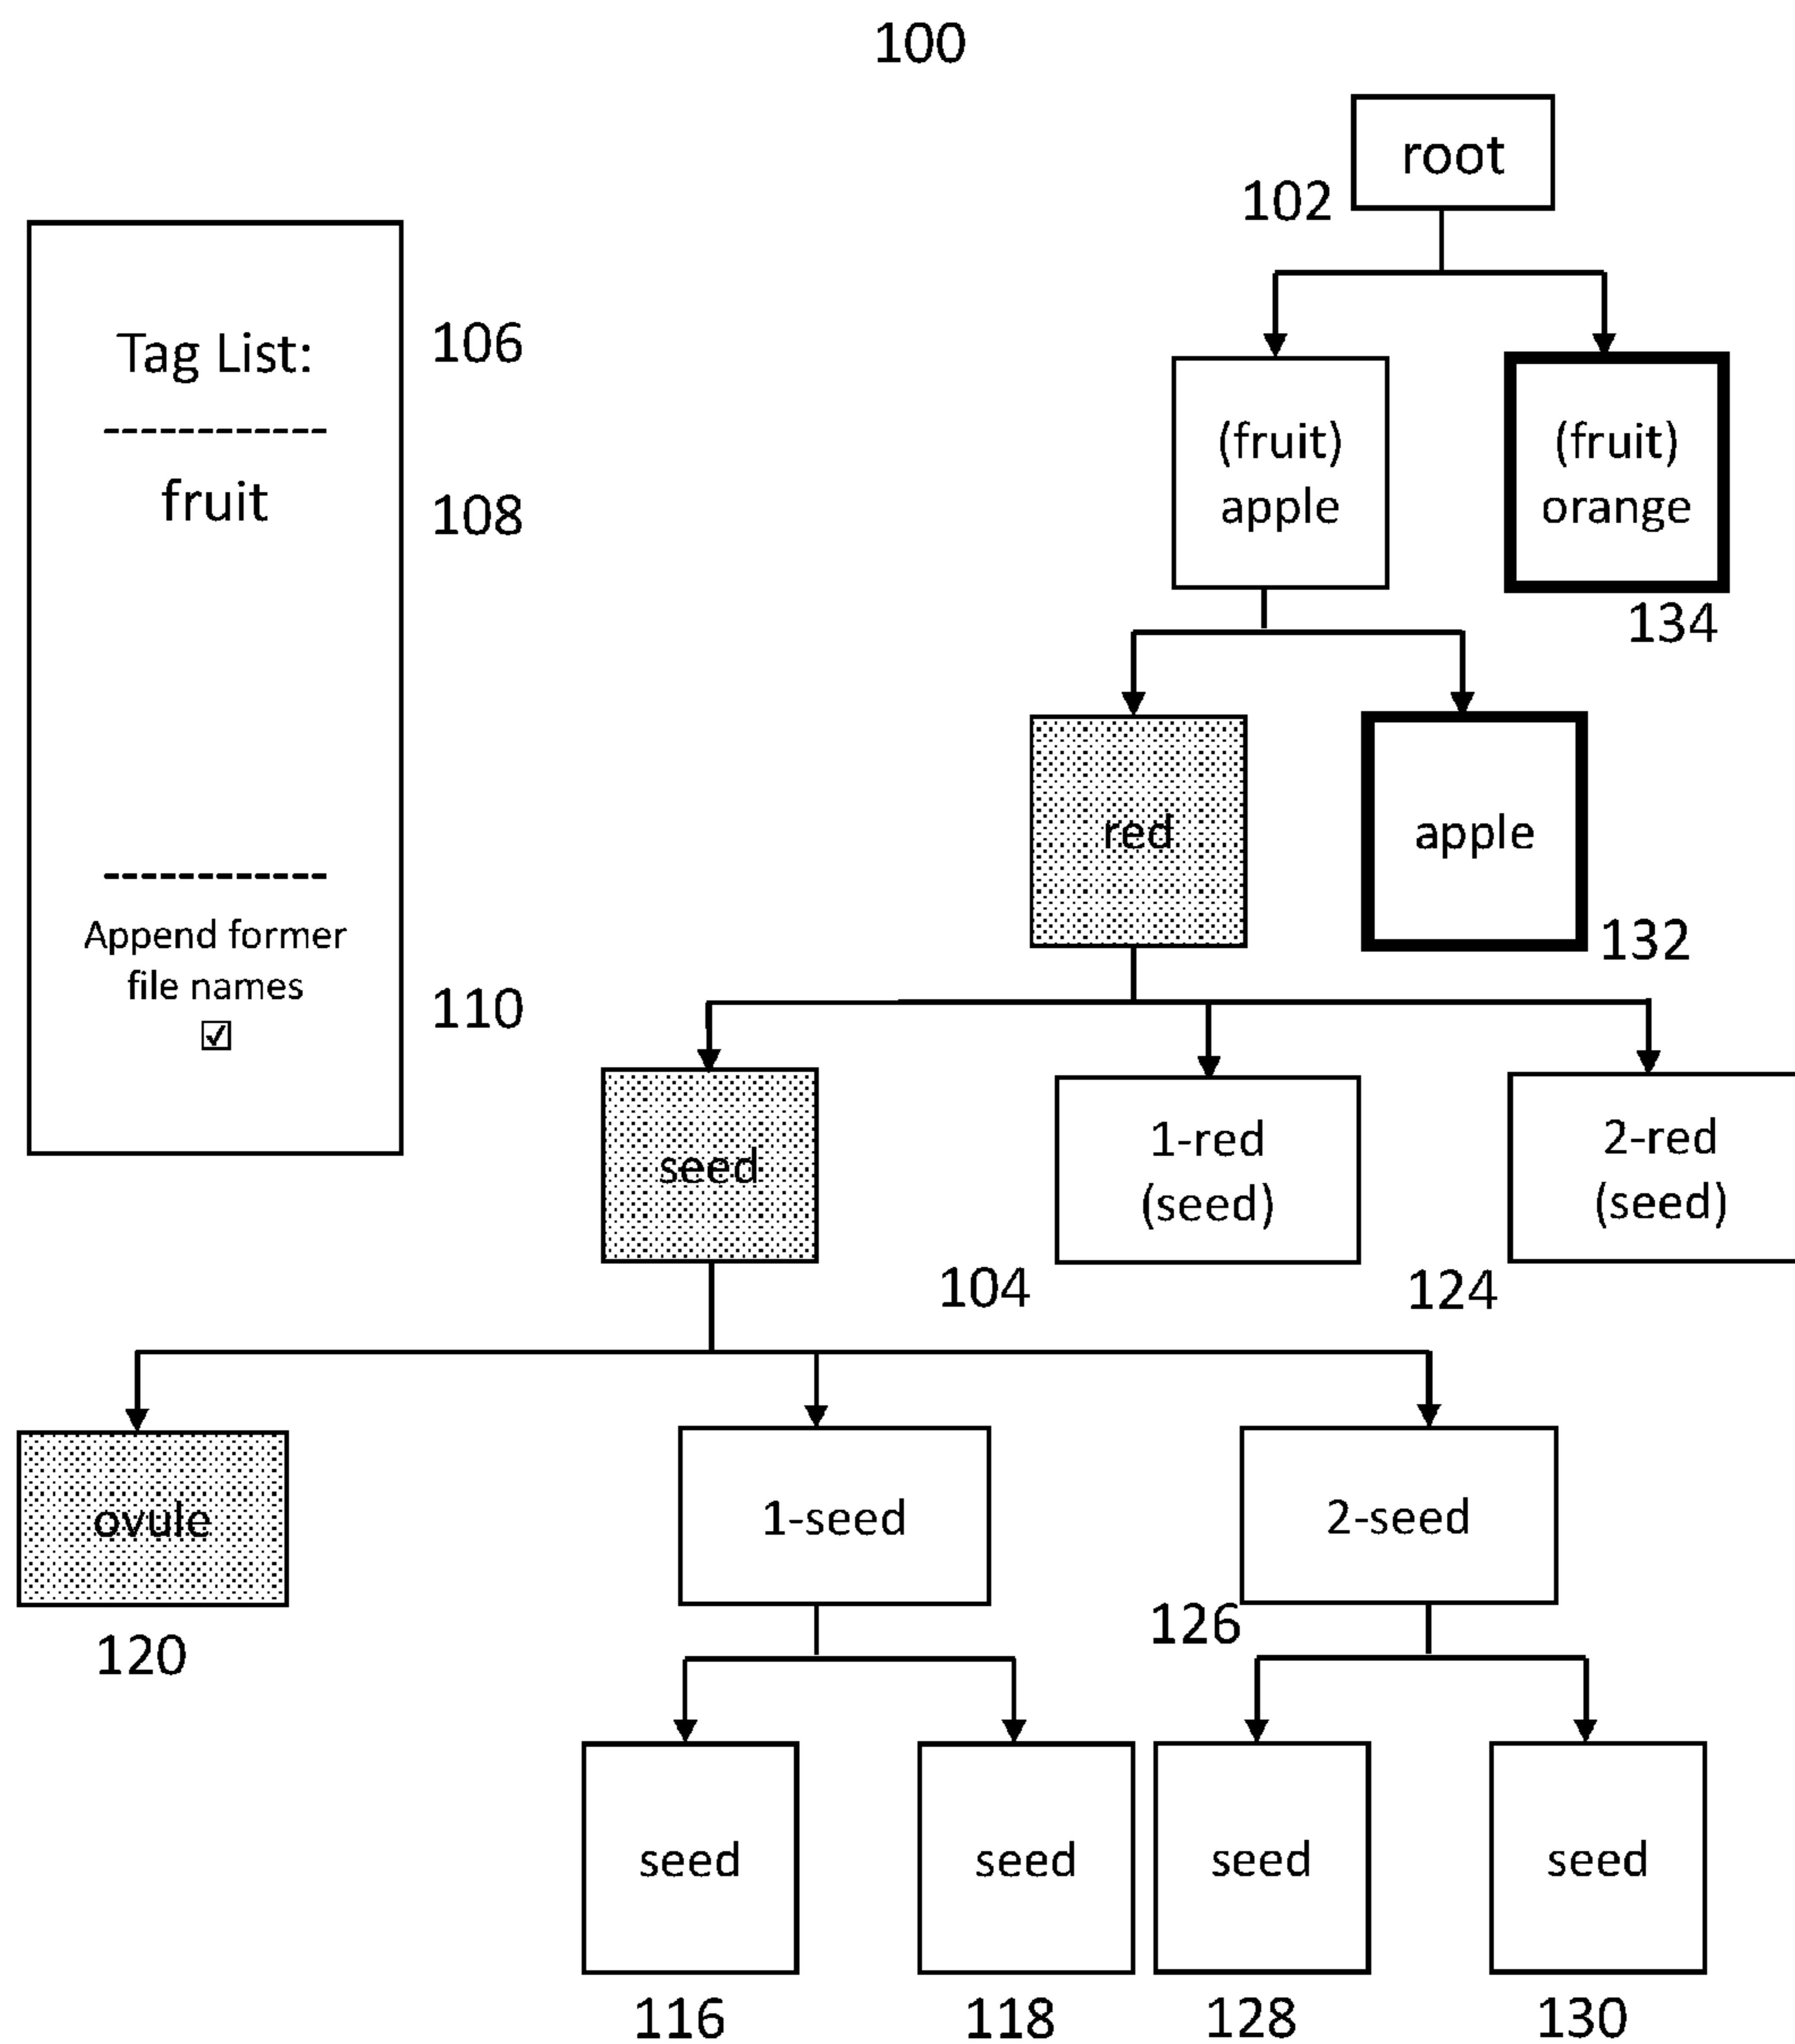 100
root
102
Tag List:
106
------------
fruit
108
(fruit)
apple
(fruit)
orange
134
red
apple
------------
Append former
file names
☑
110
132
seed
1-red
(seed)
2-red
(seed)
104
124
ovule
1-seed
2-seed
120
126
seed
seed
seed
seed
116
118
128
130